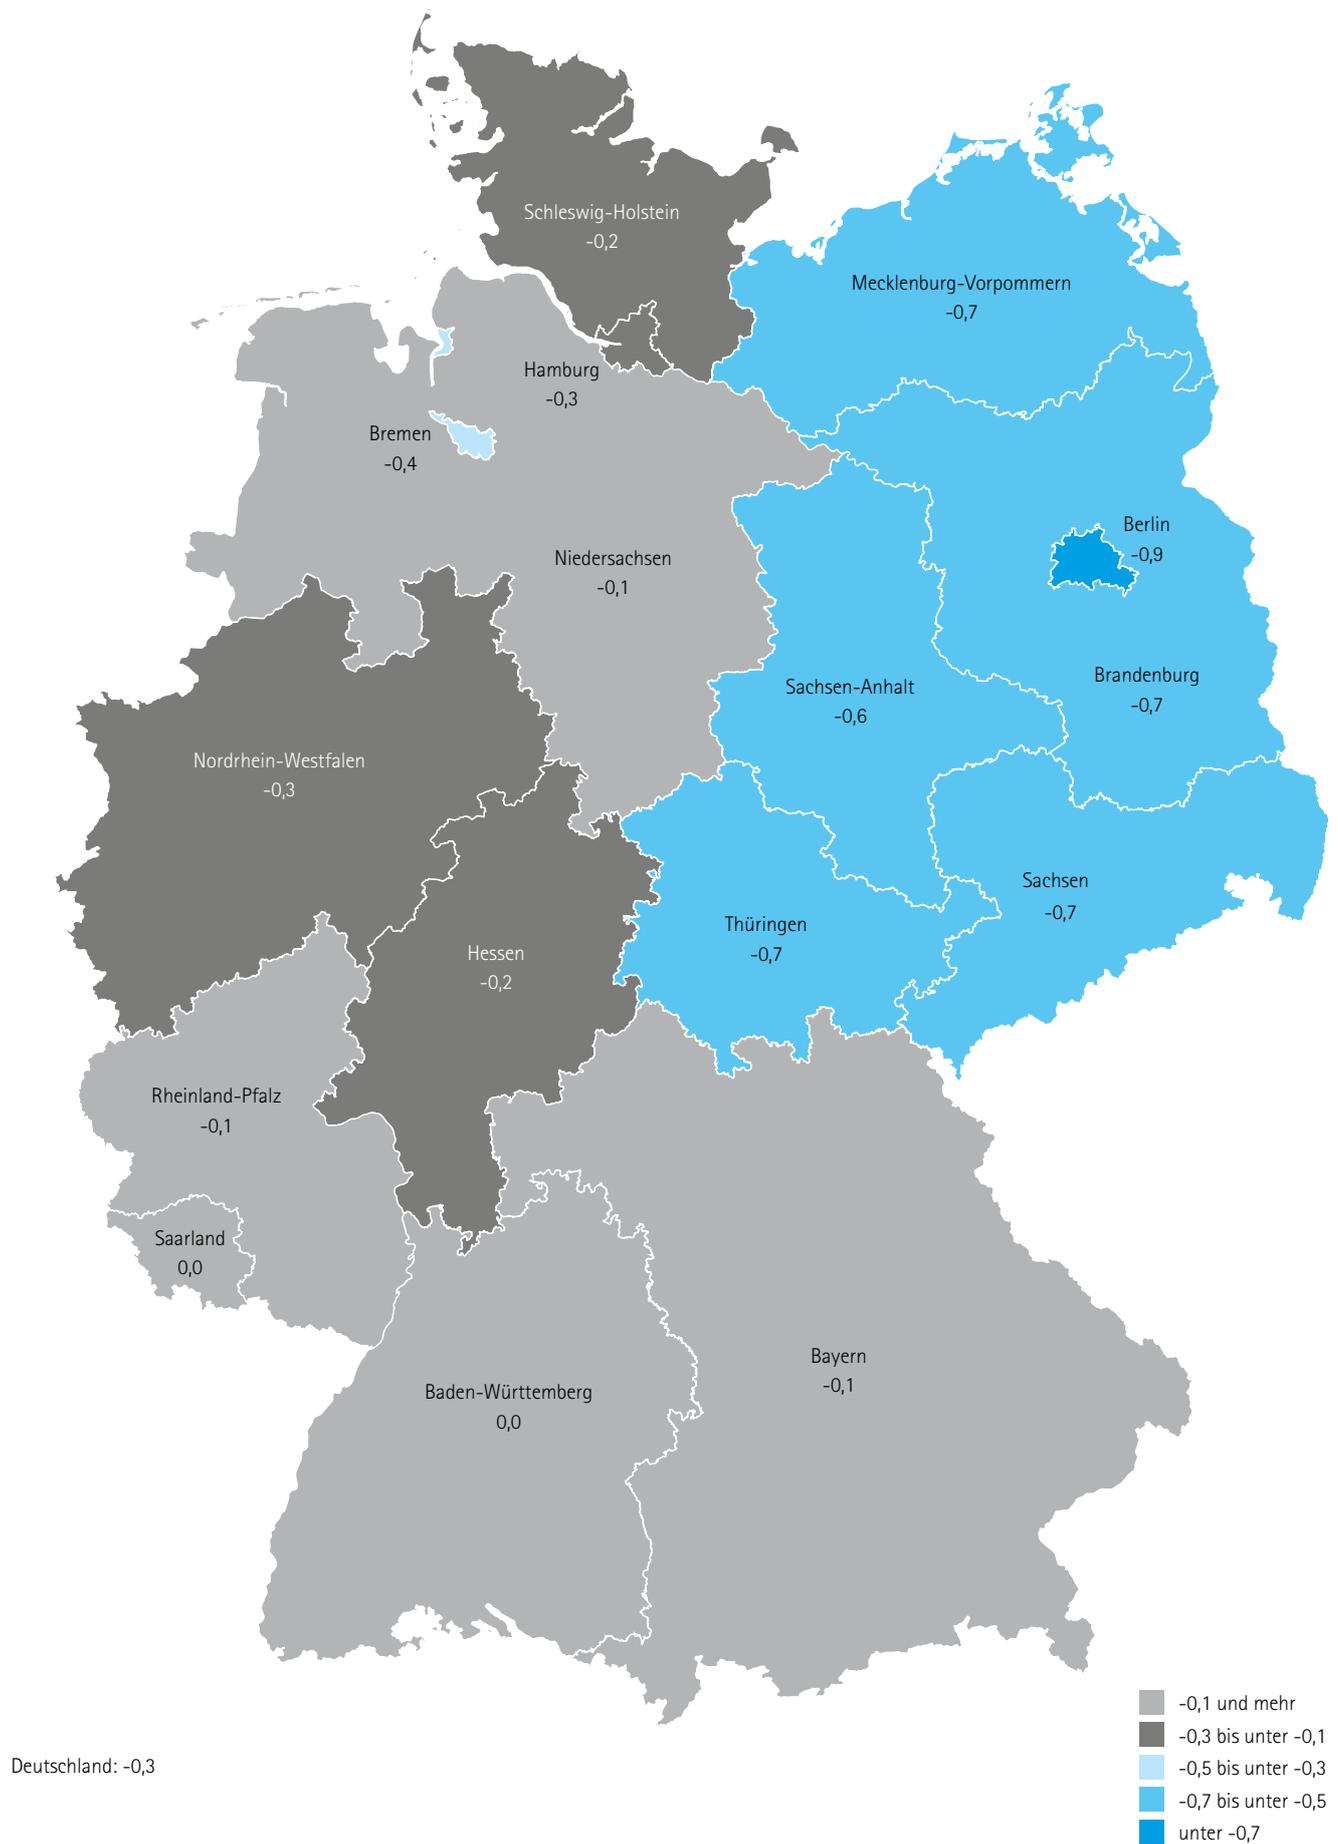 Schleswig-Holstein
-0,2
Mecklenburg-Vorpommern
-0,7
Hamburg
-0,3
Bremen
-0,4
Berlin
-0,9
Niedersachsen
-0,1
Brandenburg
-0,7
Sachsen-Anhalt
-0,6
Nordrhein-Westfalen
-0,3
Sachsen
-0,7
Thüringen
-0,7
Hessen
-0,2
Rheinland-Pfalz
-0,1
Saarland
0,0
Bayern
-0,1
Baden-Württemberg
0,0
Deutschland: -0,3
-0,1 und mehr
-0,3 bis unter -0,1
-0,5 bis unter -0,3
-0,7 bis unter -0,5
unter -0,7